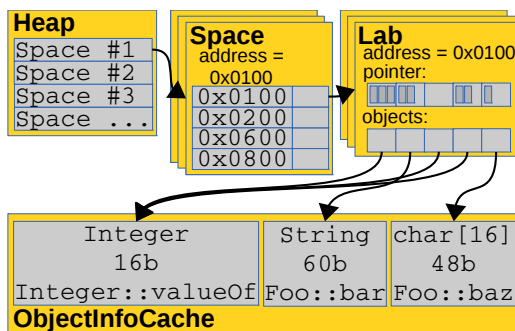 Heap
Space #1
Space #2
Space #3
Space ...
Space
address =
0x0100
0x0100
0x0200
0x0600
0x0800
Lab
address = 0x0100
pointer:
objects:
Integer
16b
Integer::valueOf
String
60b
Foo::bar
char[16]
48b
Foo::baz
ObjectInfoCache